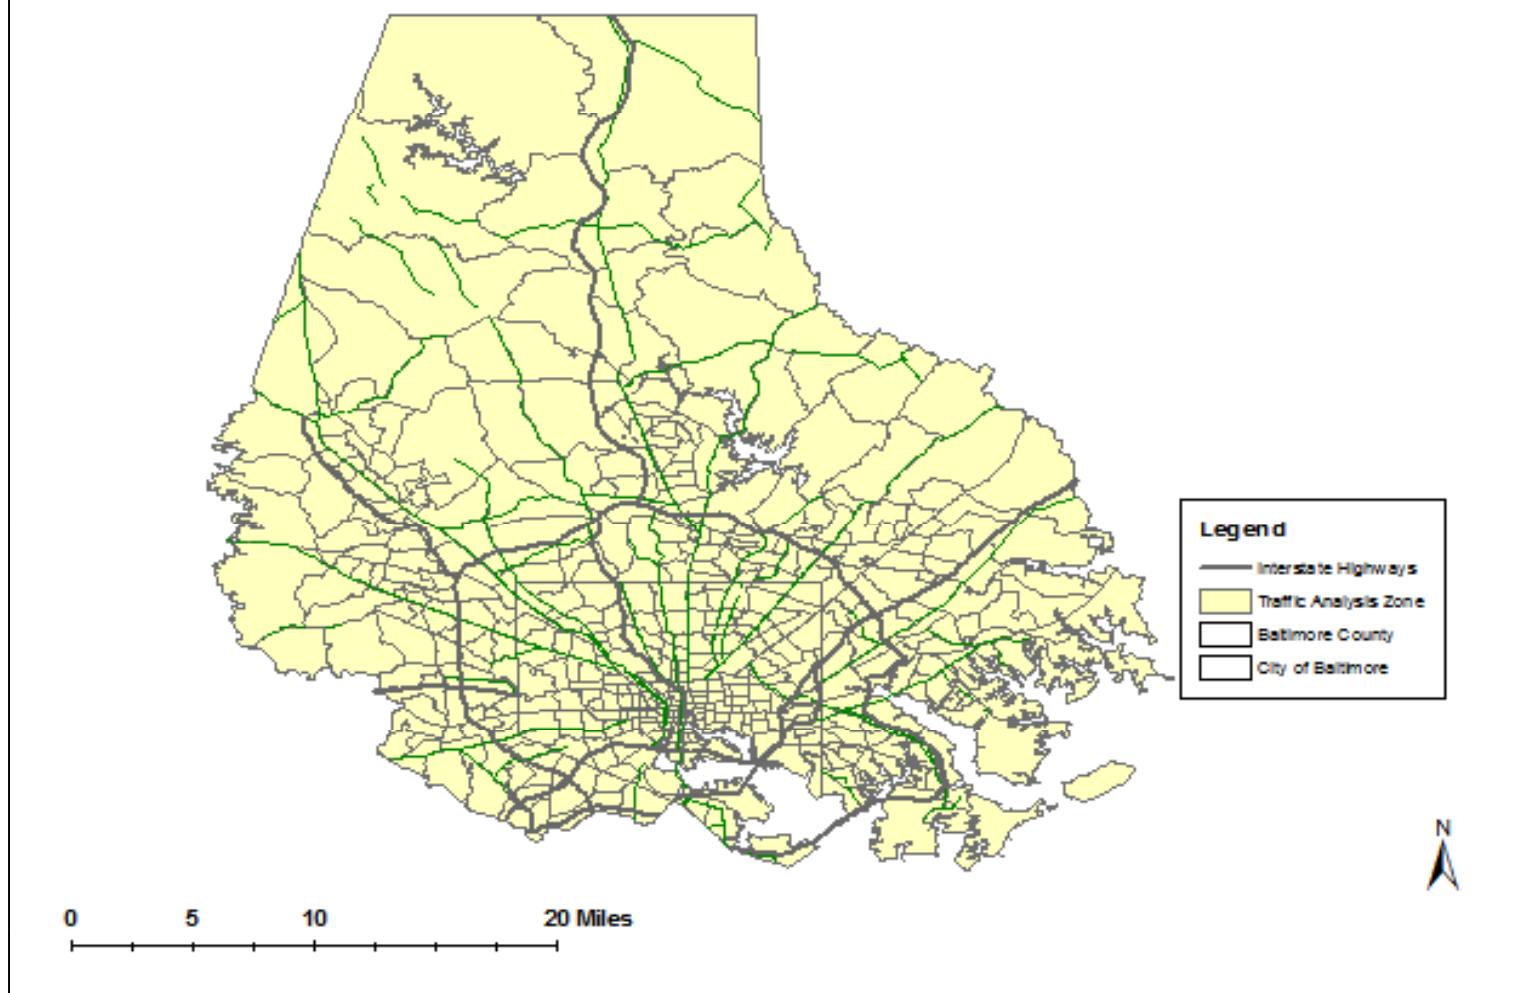 Legend
Interstate Highways
Traffic Analysis Zone
Baltimore County
City of Baltimore
N
0 5 10 20 Miles